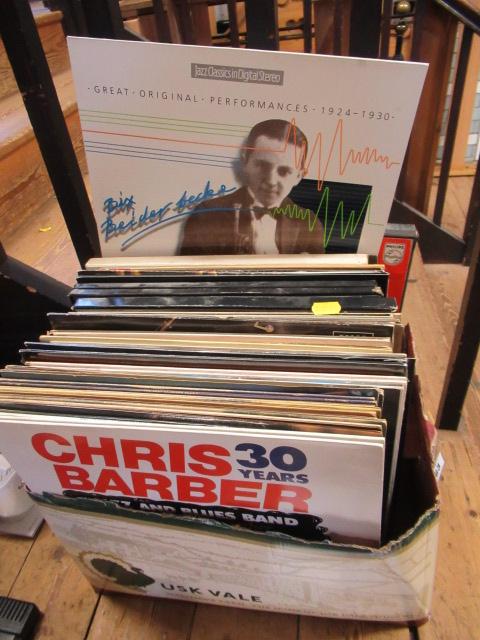 Jazz Classics in Digital Stereo
· GREAT · ORIGINAL · PERFORMANCES · 1924-1930 ·
Bix
Beiderbecke
PHILIPS
CHRIS 30
YEARS
BARBER
AND BLUES BAND
USK VALE